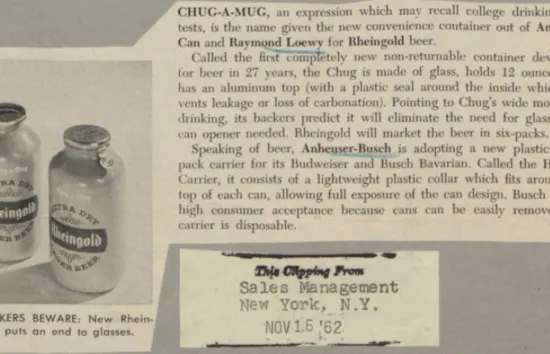 CHUG-A-MUG, an expression which may recall college drinking
tests, is the name given the new convenience container out of
Can and Raymond Loewy for Rheingold beer.
Called the first completely new non-returnable container
for beer in 27 years, the Chug is made of glass, holds 12
has an aluminum top (with a plastic seal around the inside
vents leakage or loss of carbonation). Pointing to Chug's wide
drinking, its backers predict it will eliminate the need for
can opener needed. Rheingold will market the beer in six-packs.
Speaking of beer, Anheuser-Busch is adopting a new plastic
pack carrier for its Budweiser and Busch Bavarian. Called the
Carrier, it consists of a lightweight plastic collar which fits
top of each can, allowing full exposure of the can design. Busch
high consumer acceptance because cans can be easily
carrier is disposable.
EXTRA DRY
Rheingold
LAGER BEER
EXTRA DRY
Rheingold
LAGER BEER
KERS BEWARE: New Rhein-
puts an end to glasses.
This Clipping From
Sales Management
New York, N.Y.
NOV 16 '62